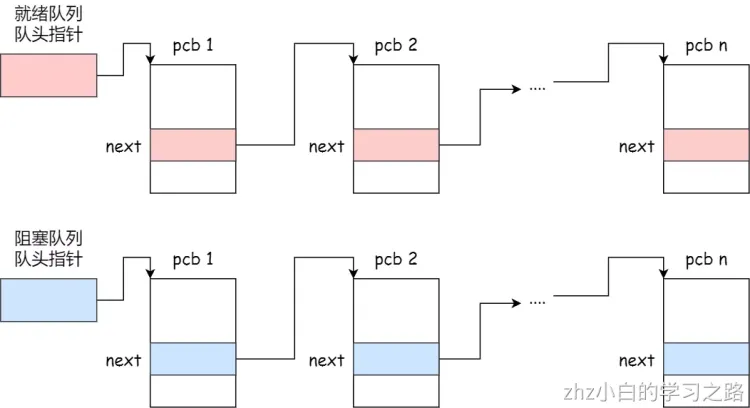 就绪队列
队头指针
pcb 1
pcb 2
pcb n
....
next
next
next
阻塞队列
队头指针
pcb 1
pcb 2
pcb n
....
next
next
next
zhz小白的学习之路